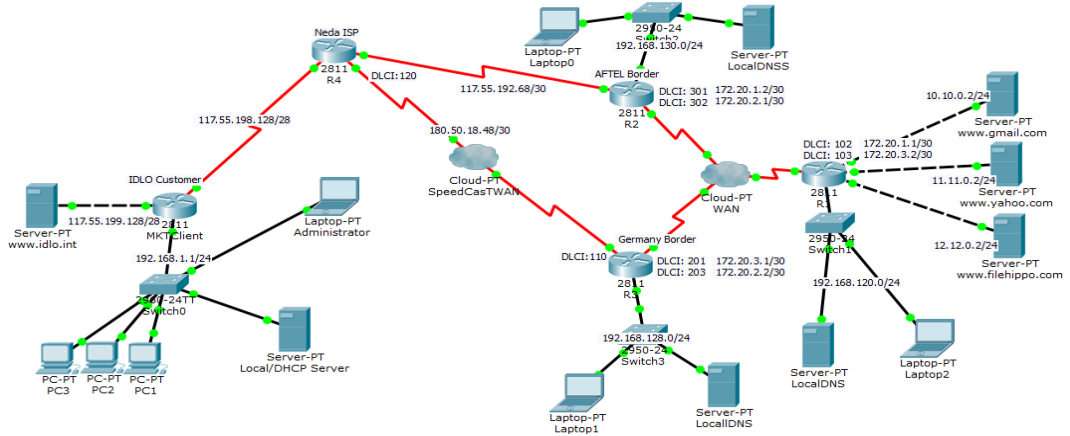 Neda ISP
2811
R4
DLCI:120
117.55.192.68/30
117.55.198.128/28
180.50.18.48/30
Cloud-PT
SpeedCasTWAN
Laptop-PT
Laptop0
2950-24
Switch2
192.168.130.0/24
Server-PT
LocalDNSS
AFTEL Border
DLCI: 301 172.20.1.2/30
DLCI: 302 172.20.2.1/30
2811
R2
Cloud-PT
WAN
DLCI: 102 172.20.1.1/30
DLCI: 103 172.20.3.2/30
2811
R1
10.10.0.2/24
Server-PT
www.gmail.com
11.11.0.2/24
Server-PT
www.yahoo.com
12.12.0.2/24
Server-PT
www.filehippo.com
2950-24
Switch1
192.168.120.0/24
Server-PT
LocalDNS
Laptop-PT
Laptop2
IDLO Customer
2811
MKTClient
117.55.199.128/28
Server-PT
www.idlo.int
Laptop-PT
Administrator
192.168.1.1/24
2960-24TT
Switch0
Server-PT
Local/DHCP Server
PC-PT
PC3
PC-PT
PC2
PC-PT
PC1
Germany Border
DLCI:110
DLCI: 201 172.20.3.1/30
DLCI: 203 172.20.2.2/30
2811
R3
192.168.128.0/24
2950-24
Switch3
Laptop-PT
Laptop1
Server-PT
LocallDNS